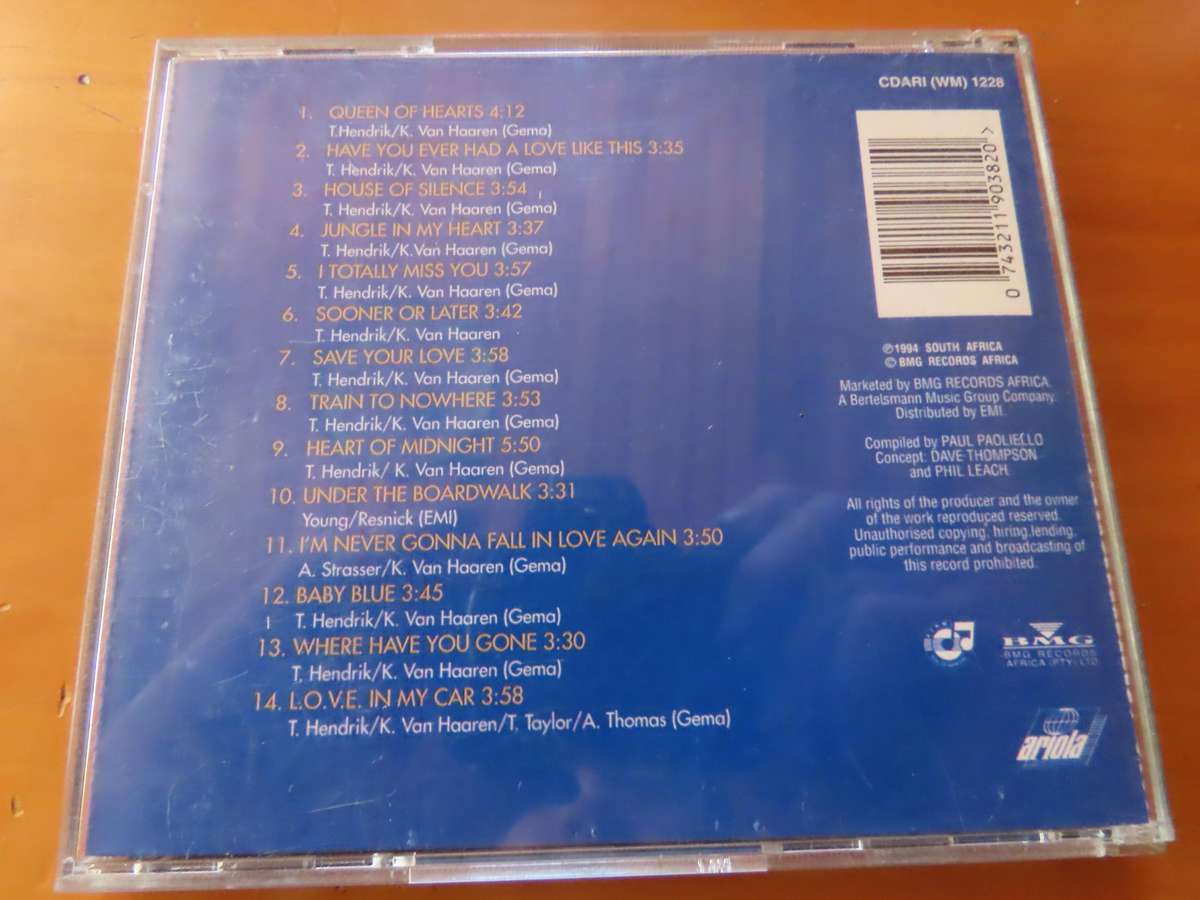 1. QUEEN OF HEARTS 4:12
T.Hendrik/K. Van Haaren (Gema)
2. HAVE YOU EVER HAD A LOVE LIKE THIS 3:35
T. Hendrik/K. Van Haaren (Gema)
3. HOUSE OF SILENCE 3:54
T. Hendrik/K. Van Haaren (Gema)
4. JUNGLE IN MY HEART 3:37
T. Hendrik/K.Van Haaren (Gema)
5. I TOTALLY MISS YOU 3:57
T. Hendrik/K. Van Haaren (Gema)
6. SOONER OR LATER 3:42
T. Hendrik/K. Van Haaren
7. SAVE YOUR LOVE 3:58
T. Hendrik/K. Van Haaren (Gema)
8. TRAIN TO NOWHERE 3:53
T. Hendrik/K. Van Haaren (Gema)
9. HEART OF MIDNIGHT 5:50
T. Hendrik/ K. Van Haaren (Gema)
10. UNDER THE BOARDWALK 3:31
Young/Resnick (EMI)
11. I'M NEVER GONNA FALL IN LOVE AGAIN 3:50
A. Strasser/K. Van Haaren (Gema)
12. BABY BLUE 3:45
T. Hendrik/K. Van Haaren (Gema)
13. WHERE HAVE YOU GONE 3:30
T. Hendrik/K. Van Haaren (Gema)
14. L.O.V.E. IN MY CAR 3:58
T. Hendrik/K. Van Haaren/T. Taylor/A. Thomas (Gema)
CDARI (WM) 1228
0 743211 903820 >
℗1994 SOUTH AFRICA
© BMG RECORDS AFRICA
Marketed by BMG RECORDS AFRICA.
A Bertelsmann Music Group Company.
Distributed by EMI.
Compiled by PAUL PAOLIELLO
Concept: DAVE THOMPSON
and PHIL LEACH.
All rights of the producer and the owner
of the work reproduced reserved.
Unauthorised copying, hiring,lending,
public performance and broadcasting of
this record prohibited.
BMG
BMG RECORDS
AFRICA (PTY) LTD
ariola